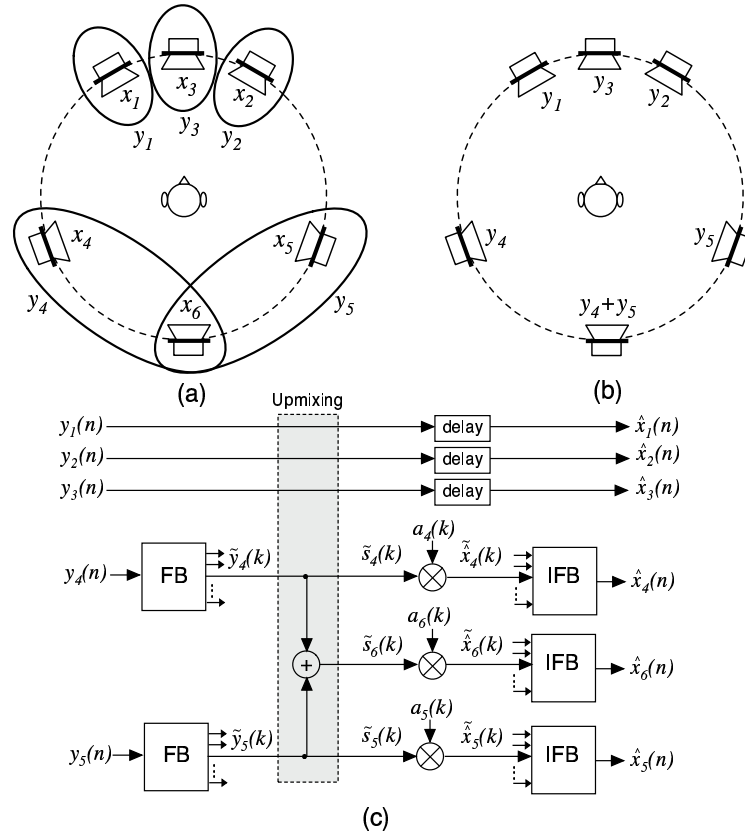 x1 x3 x2
y1 y3 y2
x4 x5
y4 x6 y5
(a)
y1 y3 y2
y4 y5
y4+y5
(b)
Upmixing
y1(n) delay x̂1(n)
y2(n) delay x̂2(n)
y3(n) delay x̂3(n)
a4(k)
y4(n) FB ỹ4(k) s̃4(k) x̃̂4(k) IFB x̂4(n)
a6(k)
+ s̃6(k) x̃̂6(k) IFB x̂6(n)
a5(k)
y5(n) FB ỹ5(k) s̃5(k) x̃̂5(k) IFB x̂5(n)
(c)